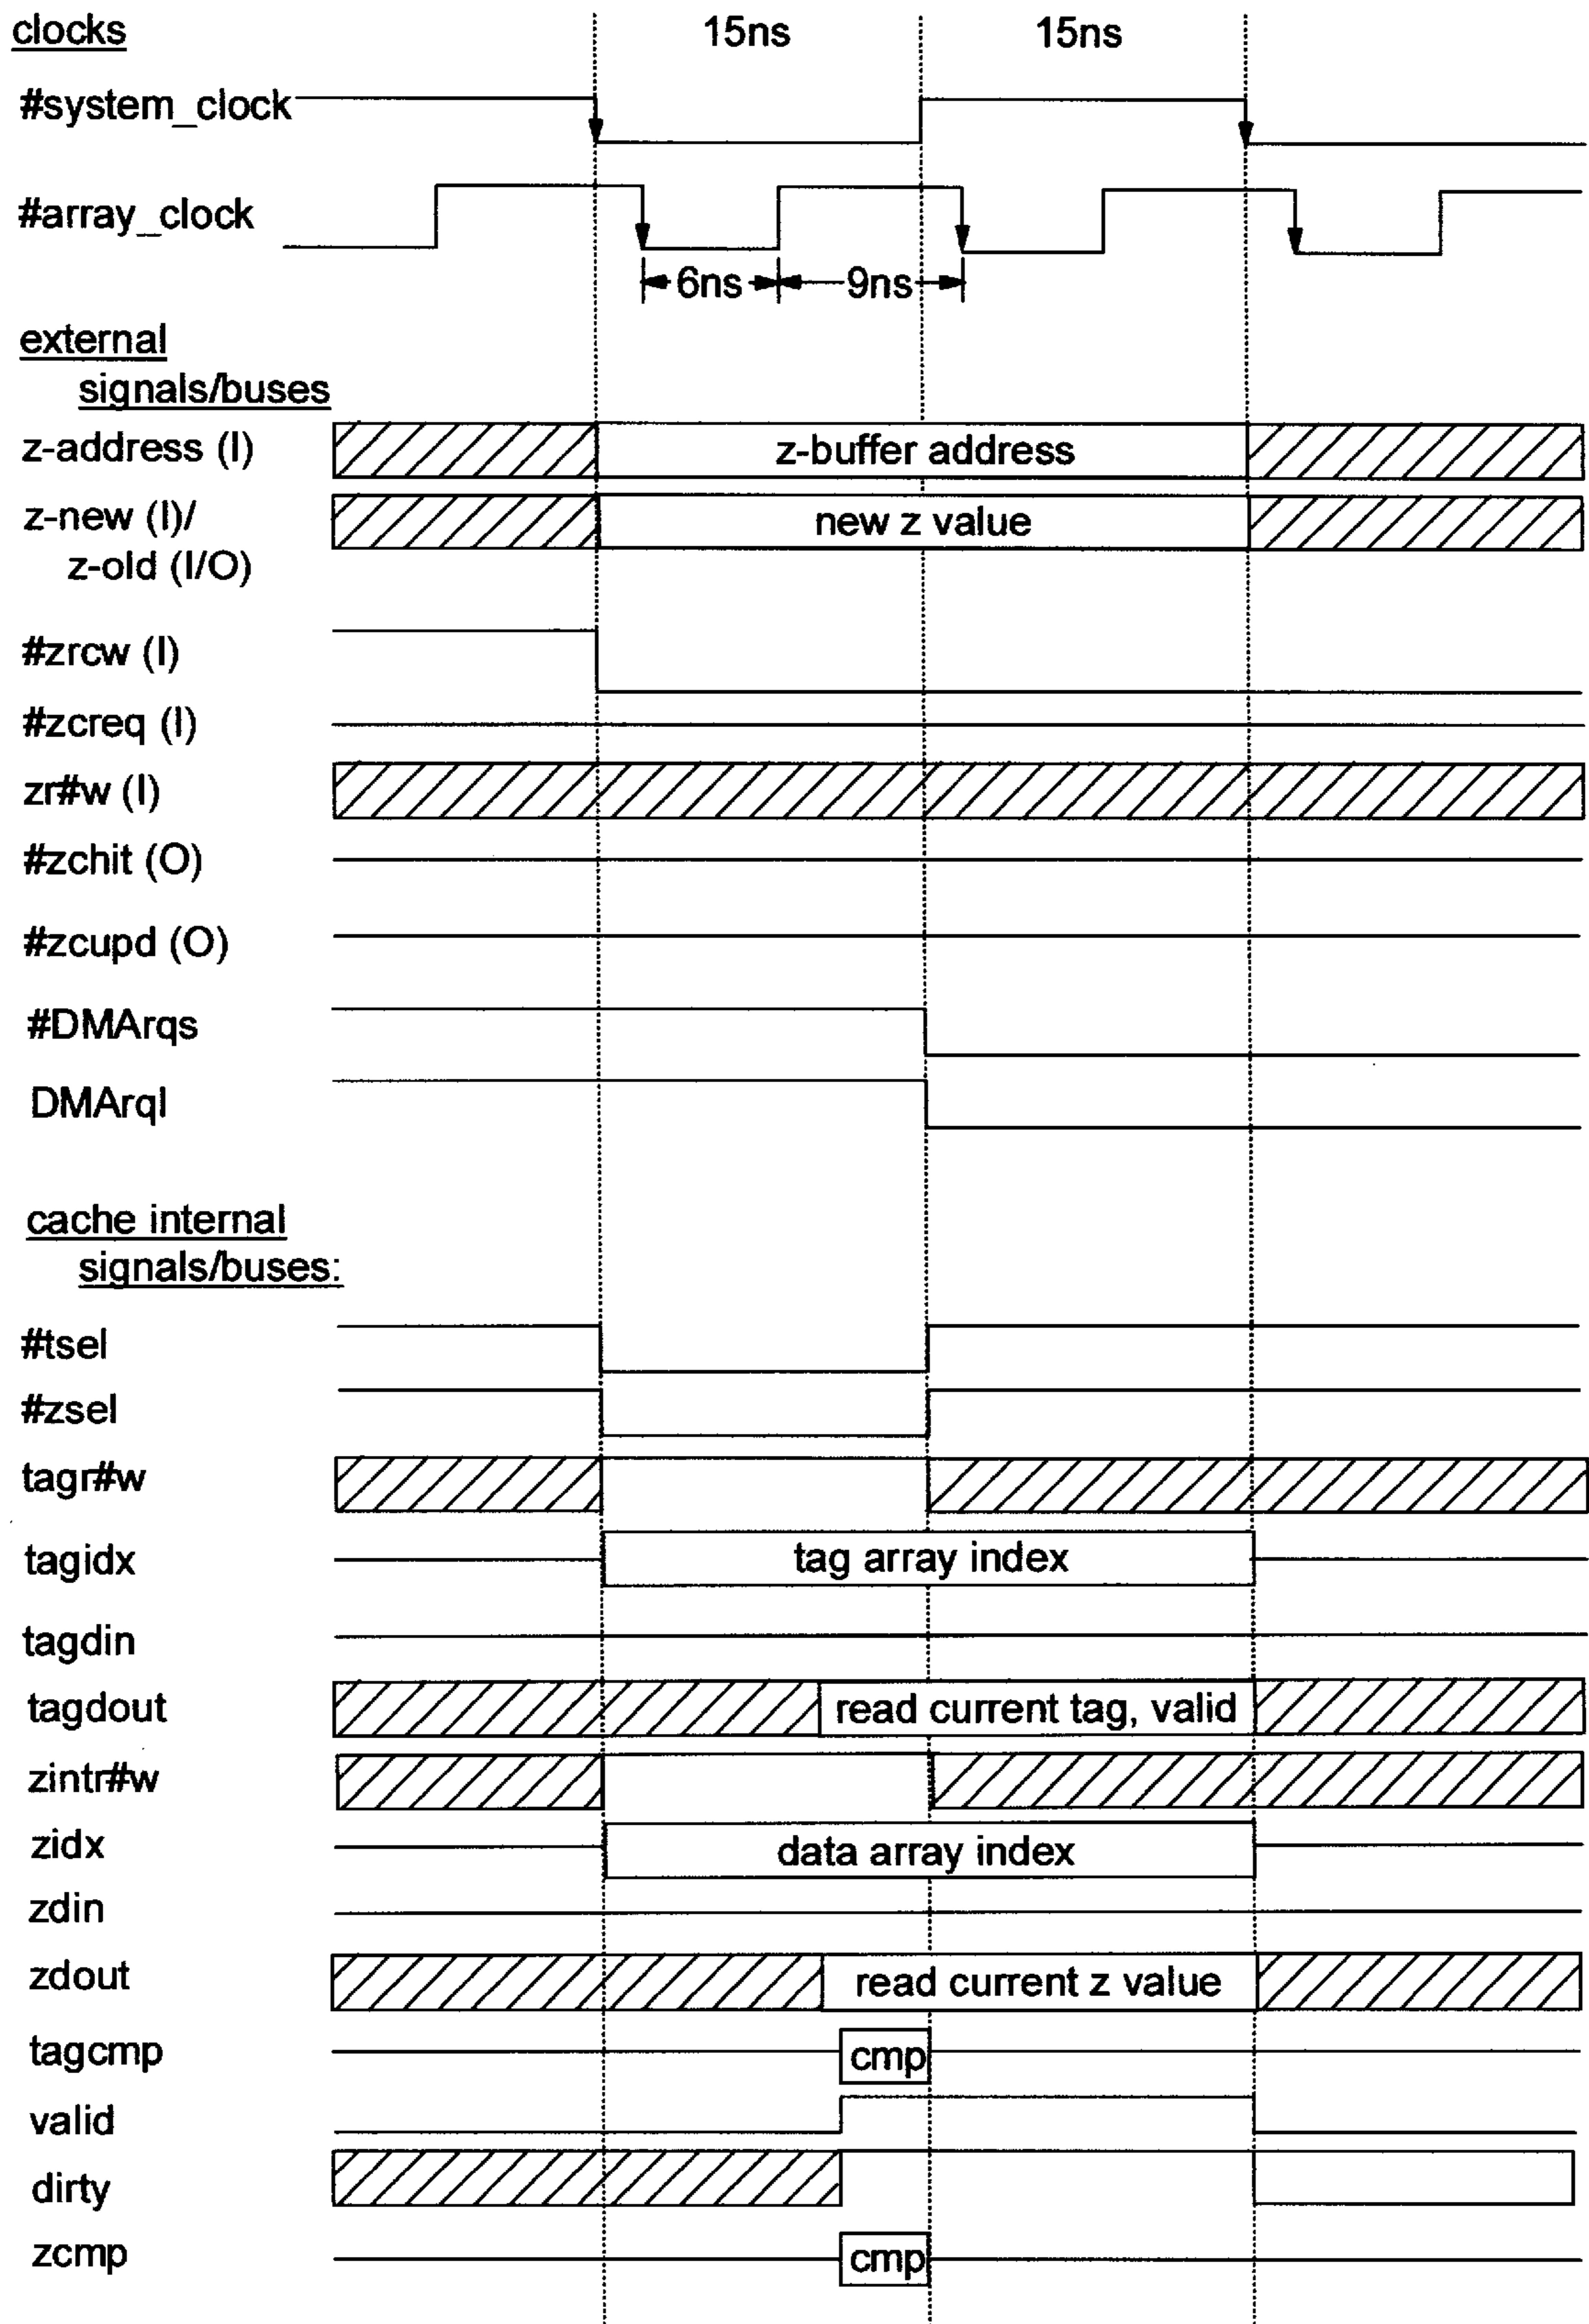 clocks
15ns 15ns
#system_clock
#array_clock
6ns 9ns
external
signals/buses
z-address (I) z-buffer address
z-new (I)/ new z value
z-old (I/O)
#zrcw (I)
#zcreq (I)
zr#w (I)
#zchit (O)
#zcupd (O)
#DMArqs
DMArql
cache internal
signals/buses:
#tsel
#zsel
tagr#w
tagidx tag array index
tagdin
tagdout read current tag, valid
zintr#w
zidx data array index
zdin
zdout read current z value
tagcmp cmp
valid
dirty
zcmp cmp